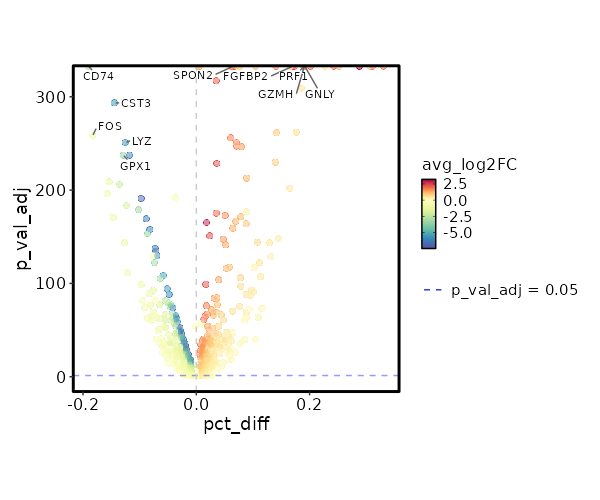 CD74
SPON2
FGFBP2
PRF1
GZMH
GNLY
CST3
FOS
LYZ
GPX1
300
200
100
0
p_val_adj
-0.2
0.0
0.2
pct_diff
avg_log2FC
2.5
0.0
-2.5
-5.0
p_val_adj = 0.05